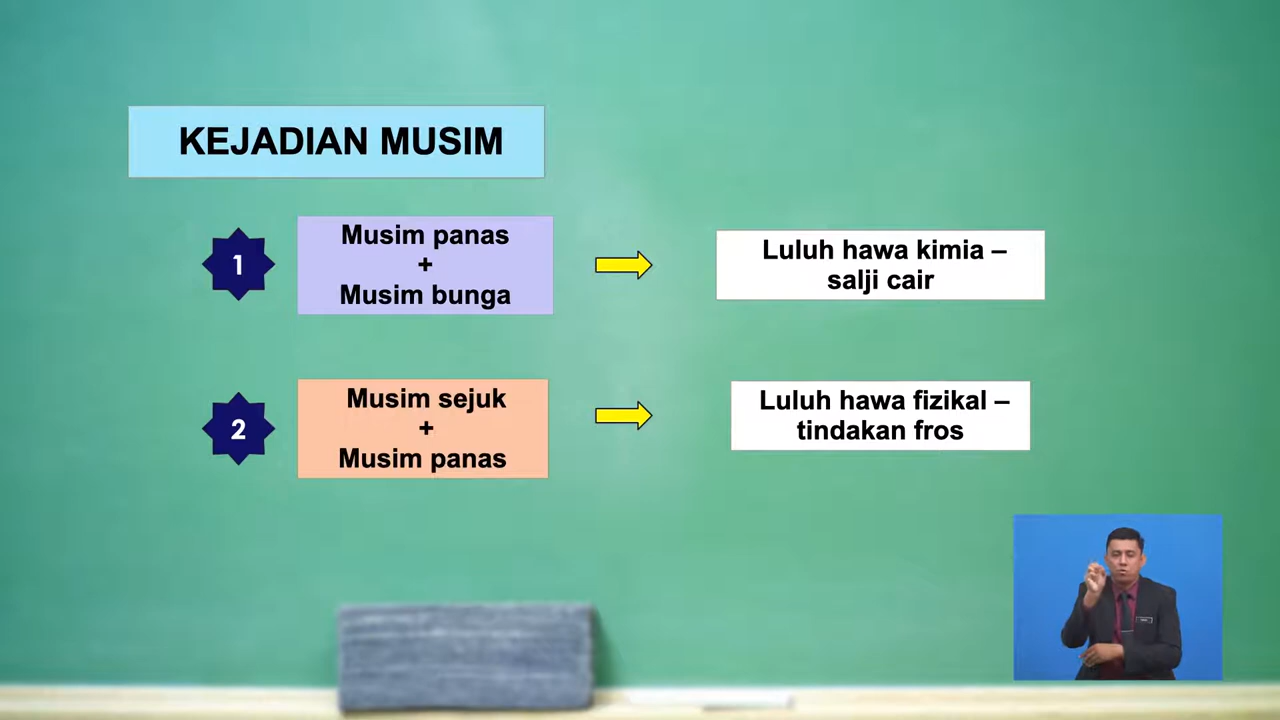 KEJADIAN MUSIM
1
Musim panas
+
Musim bunga
Luluh hawa kimia –
salji cair
2
Musim sejuk
+
Musim panas
Luluh hawa fizikal –
tindakan fros